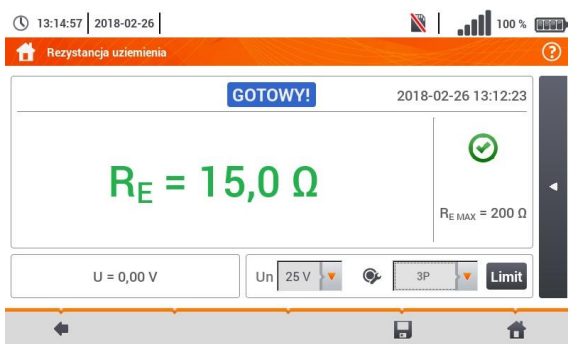 13:14:57 2018-02-26 100 %
Rezystancja uziemienia
GOTOWY! 2018-02-26 13:12:23
RE = 15,0 Ω
RE MAX = 200 Ω
U = 0,00 V Un 25 V 3P Limit